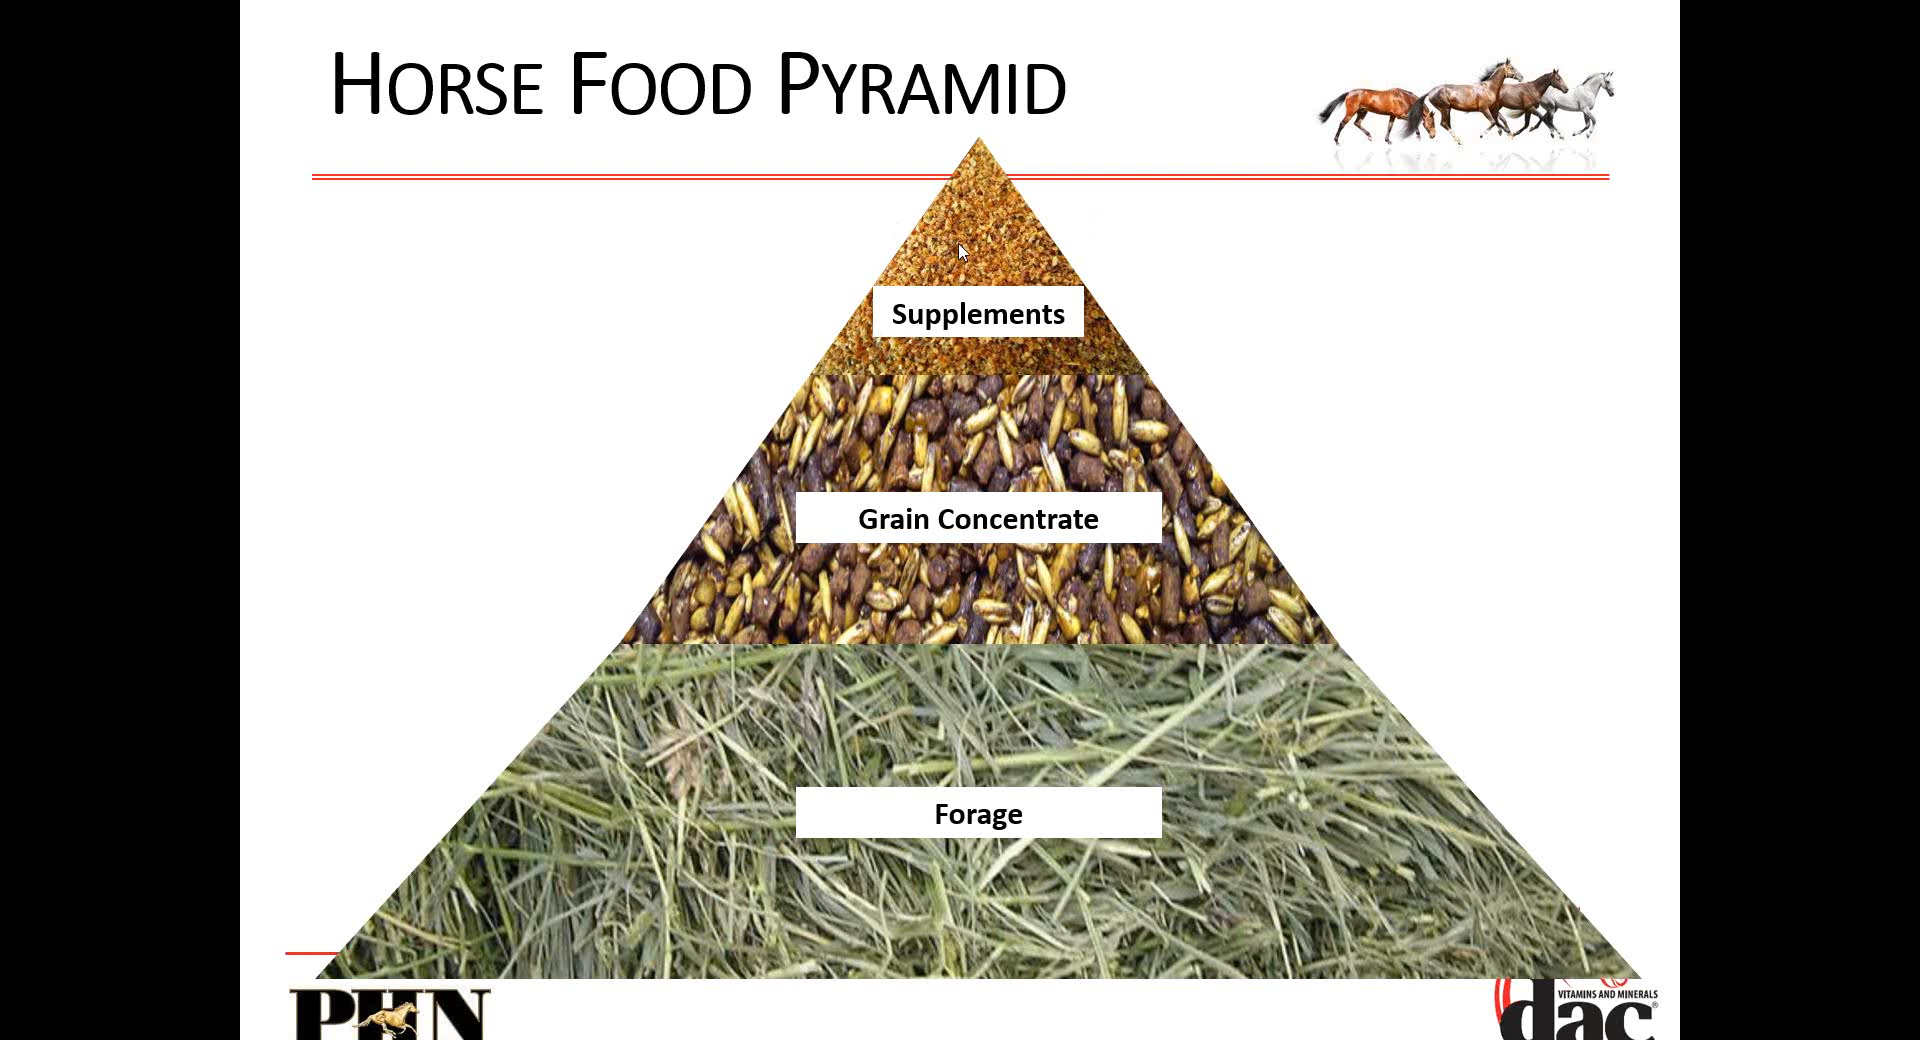 HORSE FOOD PYRAMID
Supplements
Grain Concentrate
Forage
PHN
VITAMINS AND MINERALS
dac®